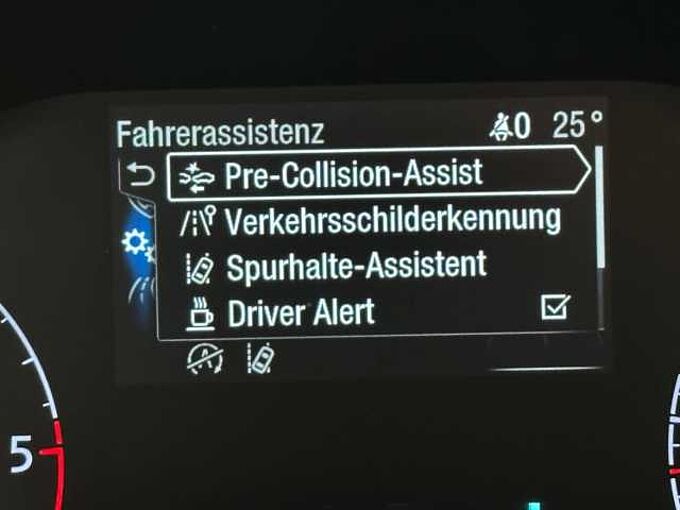 Fahrerassistenz 0 25°
Pre-Collision-Assist
Verkehrsschilderkennung
Spurhalte-Assistent
Driver Alert
A
5